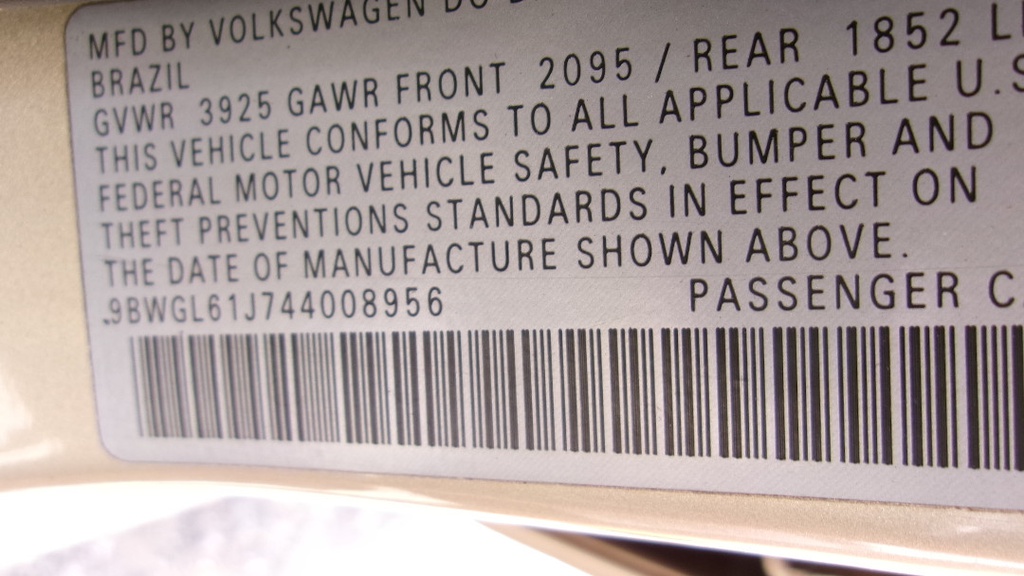 MFD BY VOLKSWAGEN DO
BRAZIL
GVWR 3925 GAWR FRONT 2095 / REAR 1852
THIS VEHICLE CONFORMS TO ALL APPLICABLE U.S
FEDERAL MOTOR VEHICLE SAFETY, BUMPER AND
THEFT PREVENTIONS STANDARDS IN EFFECT ON
THE DATE OF MANUFACTURE SHOWN ABOVE.
9BWGL61J744008956 PASSENGER C